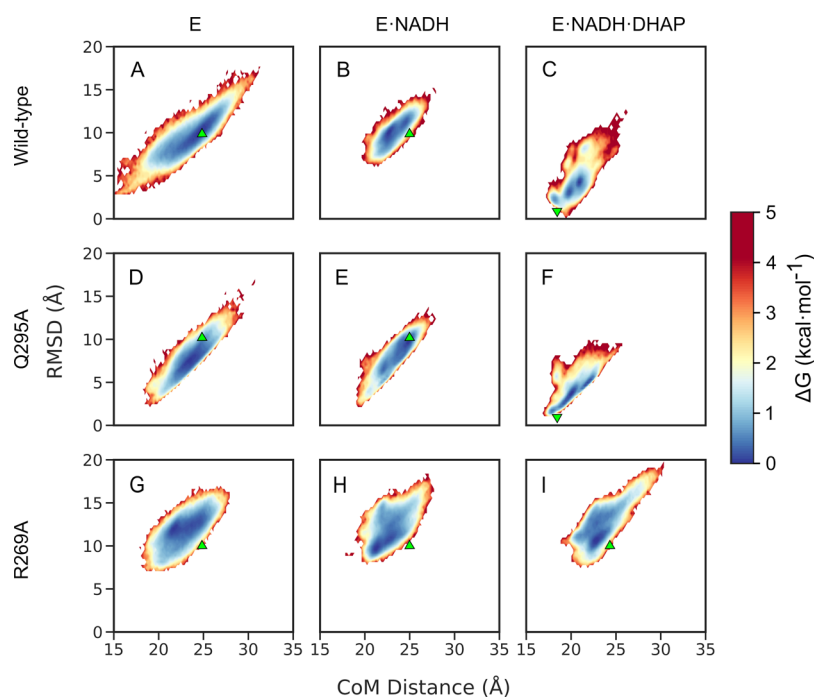 E E·NADH E·NADH·DHAP
Wild-type
20
15
10
5
0
A B C
Q295A
RMSD (Å)
20
15
10
5
0
D E F
R269A
20
15
10
5
0
G H I
15 20 25 30 35 15 20 25 30 35 15 20 25 30 35
CoM Distance (Å)
5
4
3
2
1
0
ΔG (kcal·mol⁻¹)